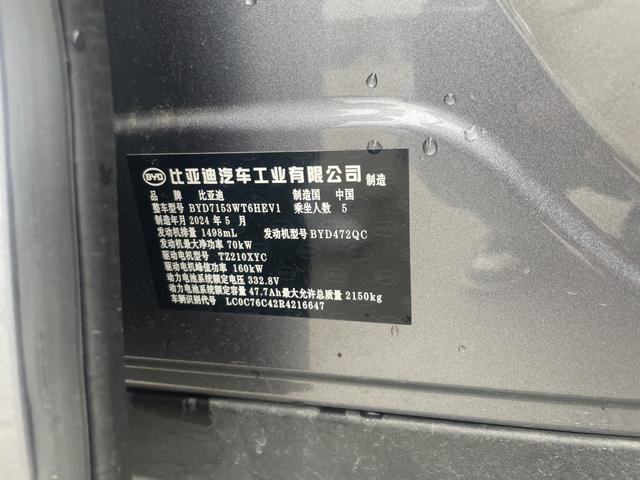 BYD 比亚迪汽车工业有限公司 制造
品 牌 比亚迪 制造国 中国
整车型号 BYD7153WT6HEV1 乘坐人数 5
制造年月 2024 年 5 月
发动机排量 1498mL 发动机型号 BYD472QC
发动机最大净功率 70kW
驱动电机型号 TZ210XYC
驱动电机峰值功率 160kW
动力电池系统额定电压 332.8V
动力电池系统额定容量 47.7Ah 最大允许总质量 2150kg
车辆识别代号 LC0C76C42R4216647